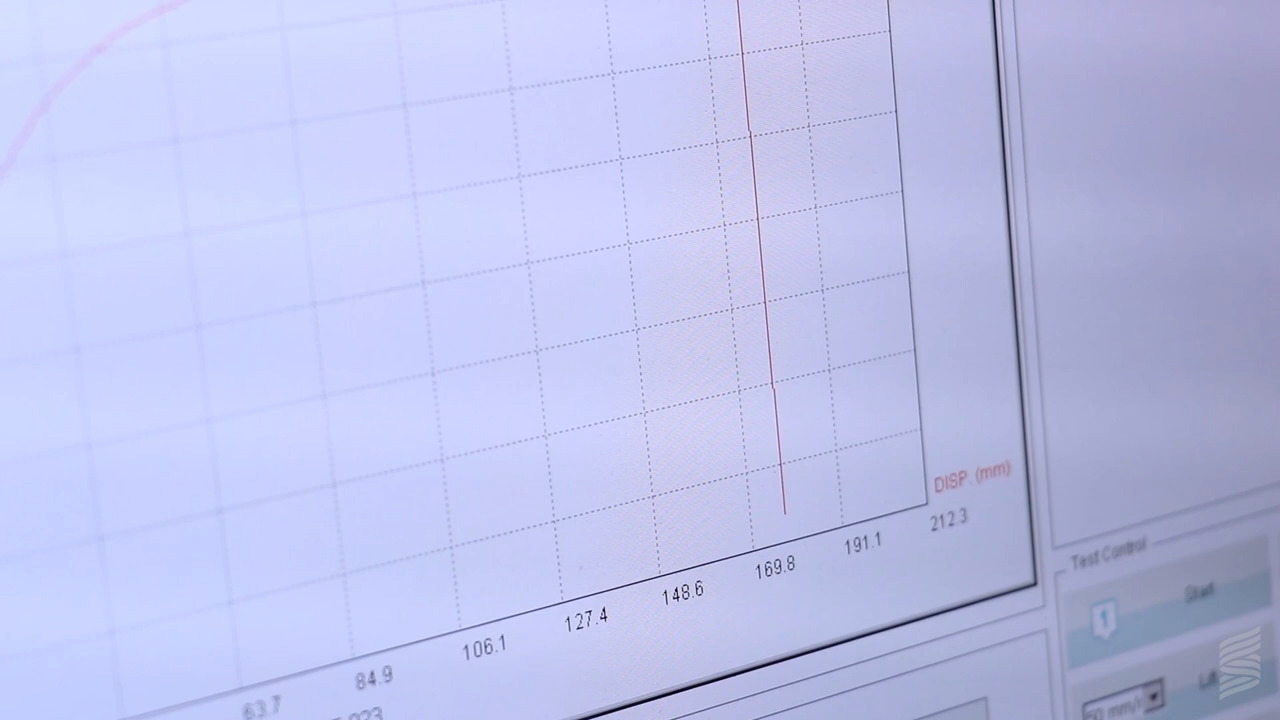 DISP. (mm)
63.7 84.9 106.1 127.4 148.6 169.8 191.1 212.3
Test Control
1 Start